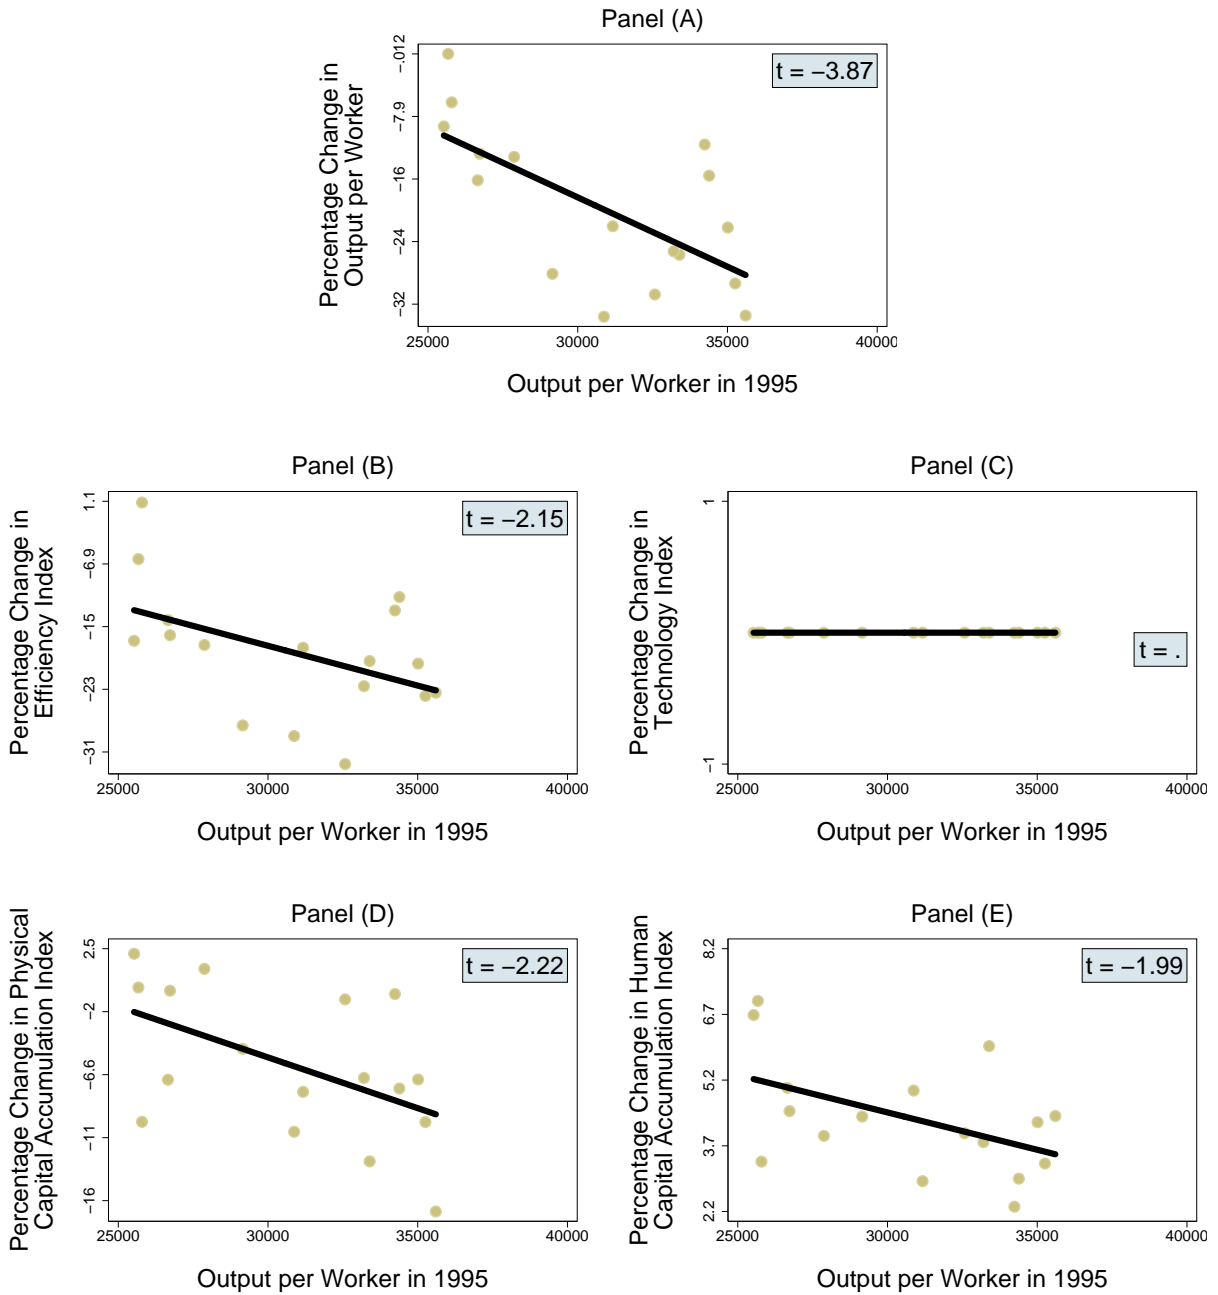 Panel (A)
t = −3.87
Percentage Change in
Output per Worker
−.012
−7.9
−16
−24
−32
25000 30000 35000 40000
Output per Worker in 1995
Panel (B)
t = −2.15
Percentage Change in
Efficiency Index
1.1
−6.9
−15
−23
−31
25000 30000 35000 40000
Output per Worker in 1995
Panel (C)
t = .
Percentage Change in
Technology Index
1
−1
25000 30000 35000 40000
Output per Worker in 1995
Panel (D)
t = −2.22
Percentage Change in Physical
Capital Accumulation Index
2.5
−2
−6.6
−11
−16
25000 30000 35000 40000
Output per Worker in 1995
Panel (E)
t = −1.99
Percentage Change in Human
Capital Accumulation Index
8.2
6.7
5.2
3.7
2.2
25000 30000 35000 40000
Output per Worker in 1995